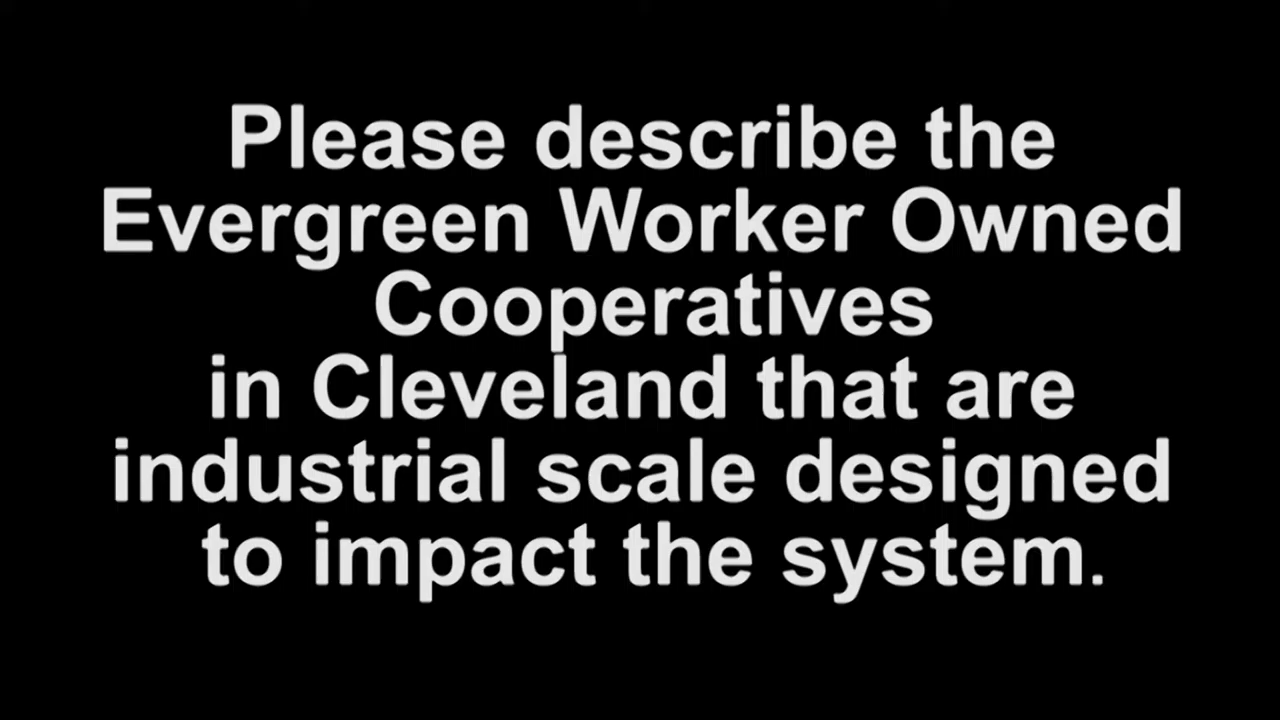 Please describe the
Evergreen Worker Owned
Cooperatives
in Cleveland that are
industrial scale designed
to impact the system.